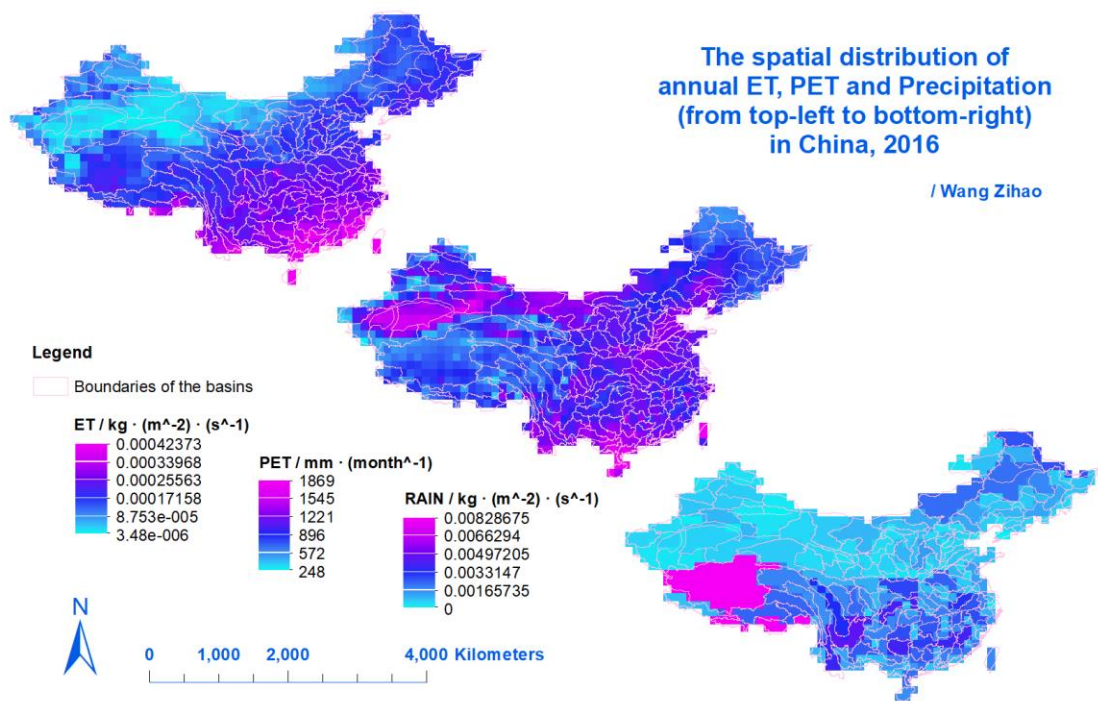 The spatial distribution of
annual ET, PET and Precipitation
(from top-left to bottom-right)
in China, 2016
/ Wang Zihao
Legend
Boundaries of the basins
ET / kg · (m^-2) · (s^-1)
0.00042373
0.00033968
0.00025563
0.00017158
8.753e-005
3.48e-006
PET / mm · (month^-1)
1869
1545
1221
896
572
248
RAIN / kg · (m^-2) · (s^-1)
0.00828675
0.0066294
0.00497205
0.0033147
0.00165735
0
N
0 1,000 2,000 4,000 Kilometers